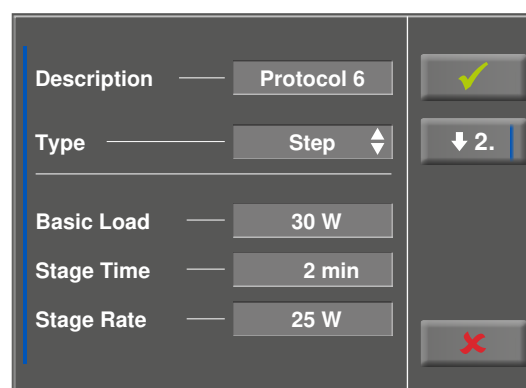 Description Protocol 6
Type Step
2.
Basic Load 30 W
Stage Time 2 min
Stage Rate 25 W